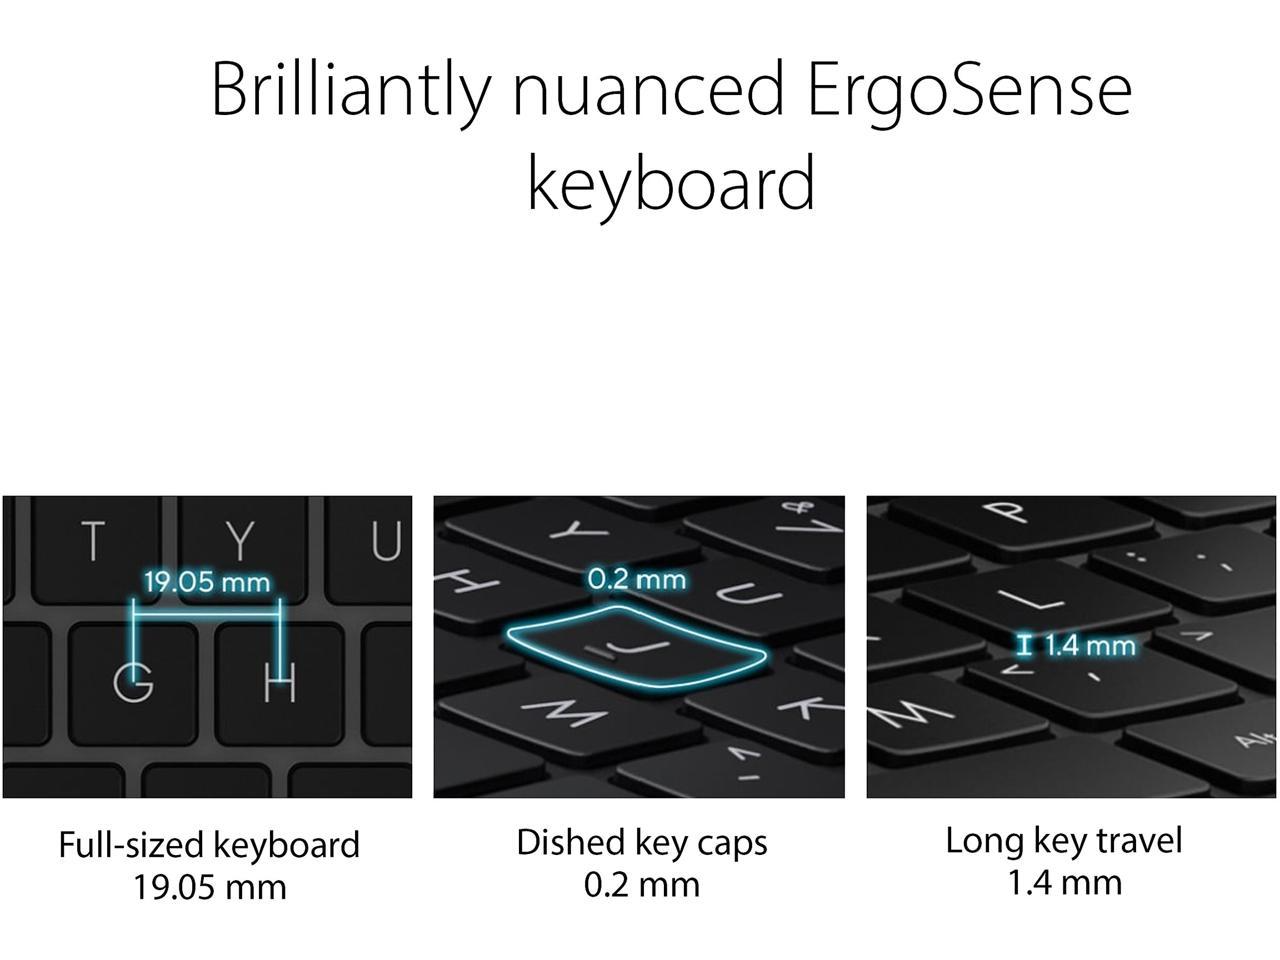 Brilliantly nuanced ErgoSense
keyboard
T Y U
19.05 mm
G H
Y & 7
0.2 mm
H U
J
M K
<
P
L
I 1.4 mm
<
M
Alt
Full-sized keyboard
19.05 mm
Dished key caps
0.2 mm
Long key travel
1.4 mm